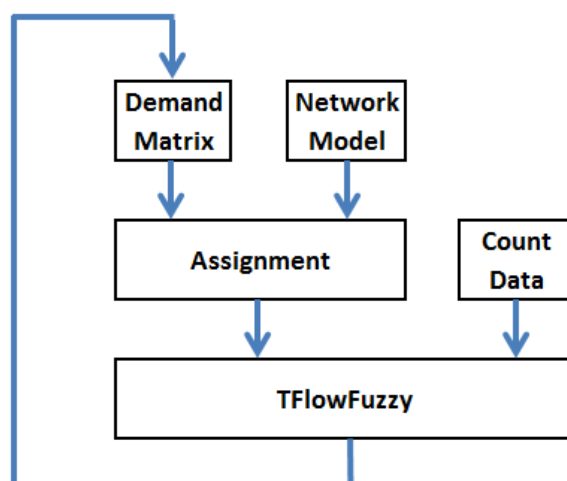 Demand
Matrix
Network
Model
Assignment
Count
Data
TFlowFuzzy